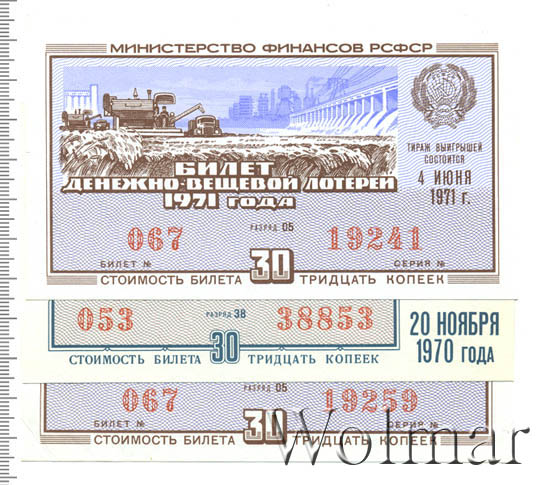 МИНИСТЕРСТВО ФИНАНСОВ РСФСР
ТИРАЖ ВЫИГРЫШЕЙ
СОСТОИТСЯ
4 ИЮНЯ
1971 г.
БИЛЕТ
ДЕНЕЖНО-ВЕЩЕВОЙ ЛОТЕРЕИ
1971 ГОДА
РАЗРЯД 05
067 19241
БИЛЕТ № 30 СЕРИЯ №
СТОИМОСТЬ БИЛЕТА ТРИДЦАТЬ КОПЕЕК
053 РАЗРЯД 38 38853
СТОИМОСТЬ БИЛЕТА 30 ТРИДЦАТЬ КОПЕЕК
20 НОЯБРЯ
1970 ГОДА
РАЗРЯД 05
067 19259
БИЛЕТ № 30 СЕРИЯ №
СТОИМОСТЬ БИЛЕТА ТРИДЦАТЬ КОПЕЕК
Wolmar